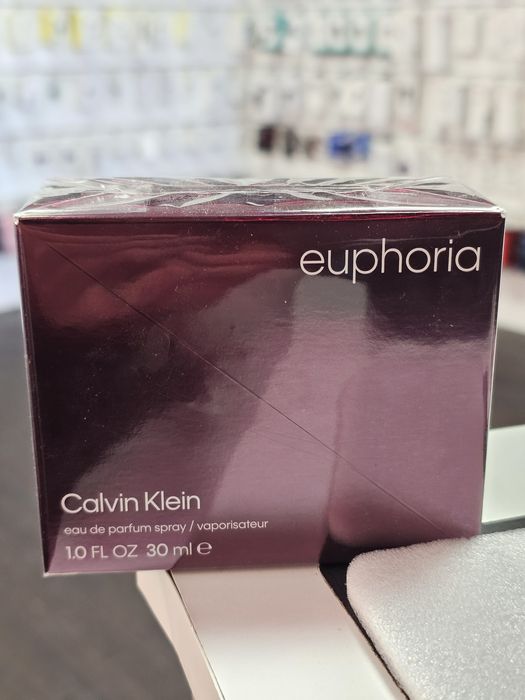 euphoria
Calvin Klein
eau de parfum spray / vaporisateur
1.0 FL OZ 30 ml ℮